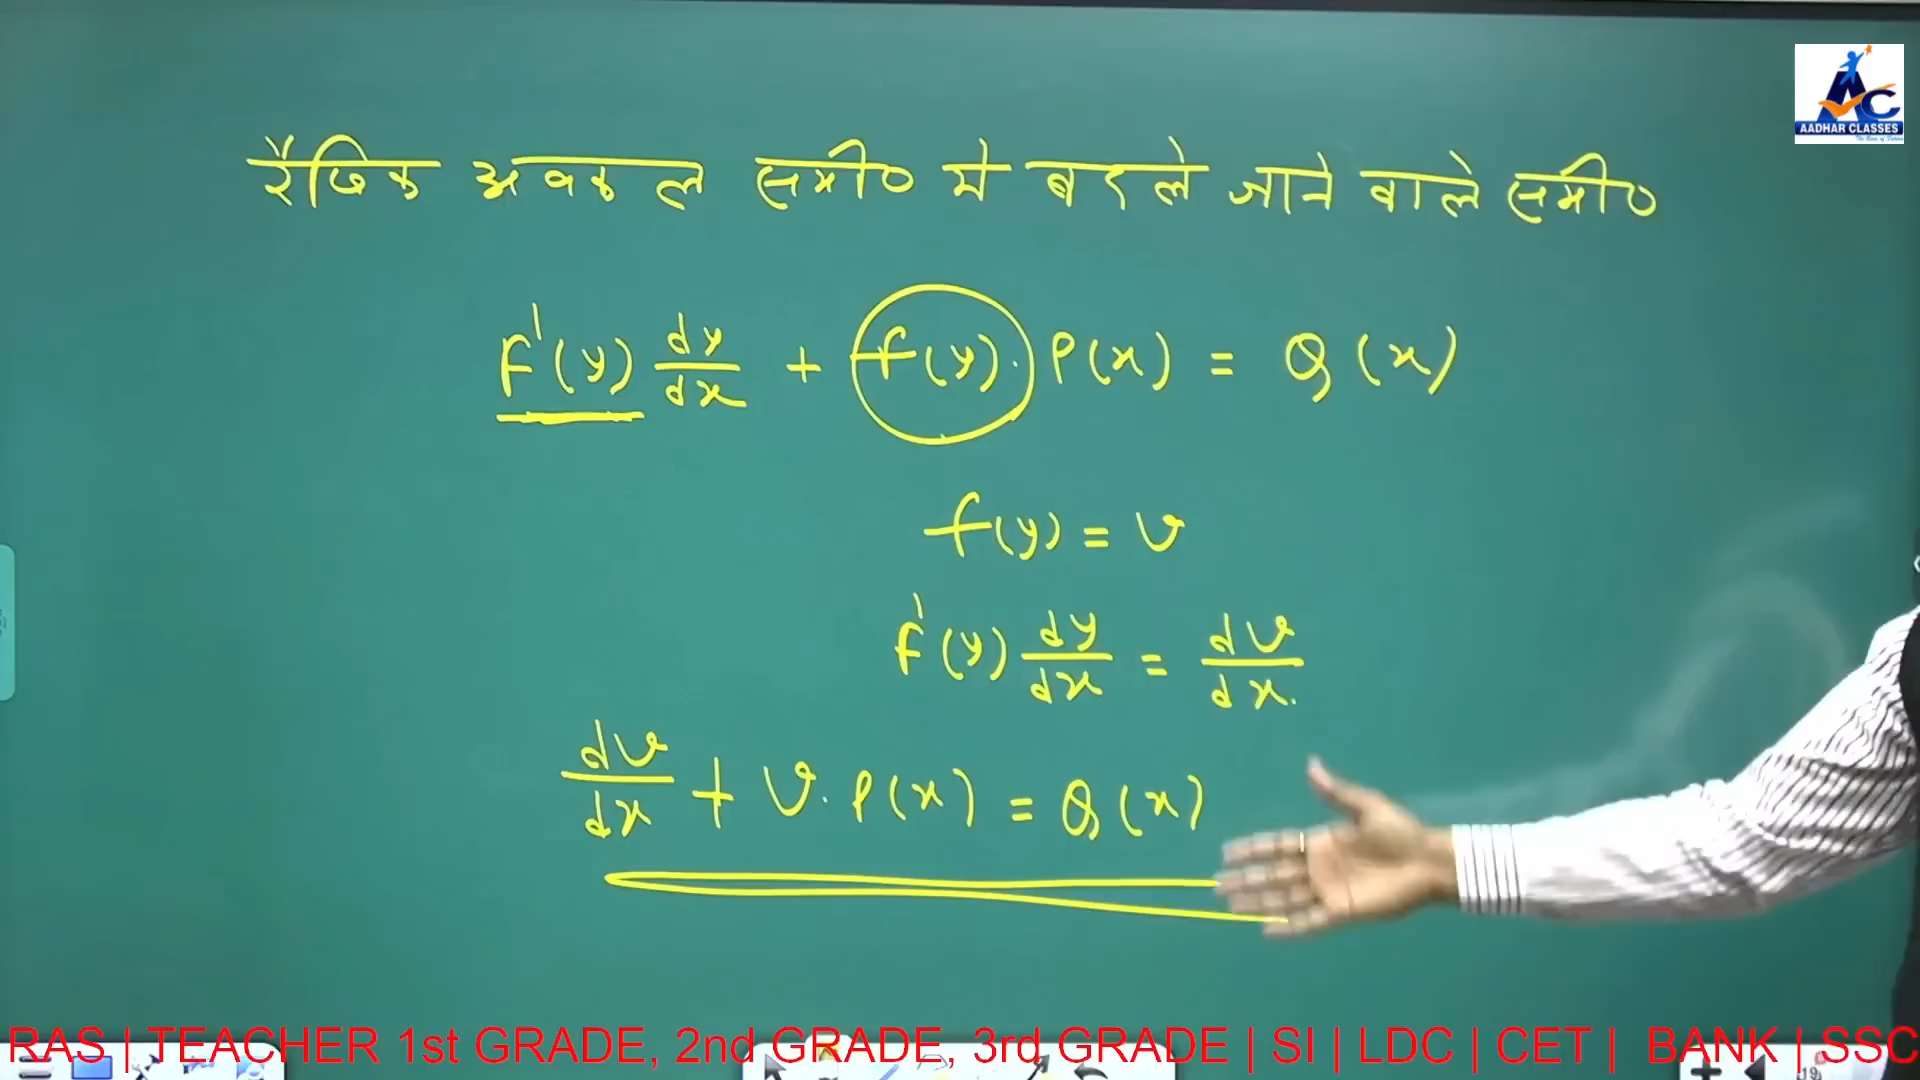 रैखिक अवकल समी० मे बदले जाने वाले समी०
f'(y) dy/dx + f(y). P(x) = Q(x)
f(y) = v
f'(y) dy/dx = dv/dx.
dv/dx + v. P(x) = Q(x)
AC
AADHAR CLASSES
RAS | TEACHER 1st GRADE, 2nd GRADE, 3rd GRADE | SI | LDC | CET | BANK | SSC